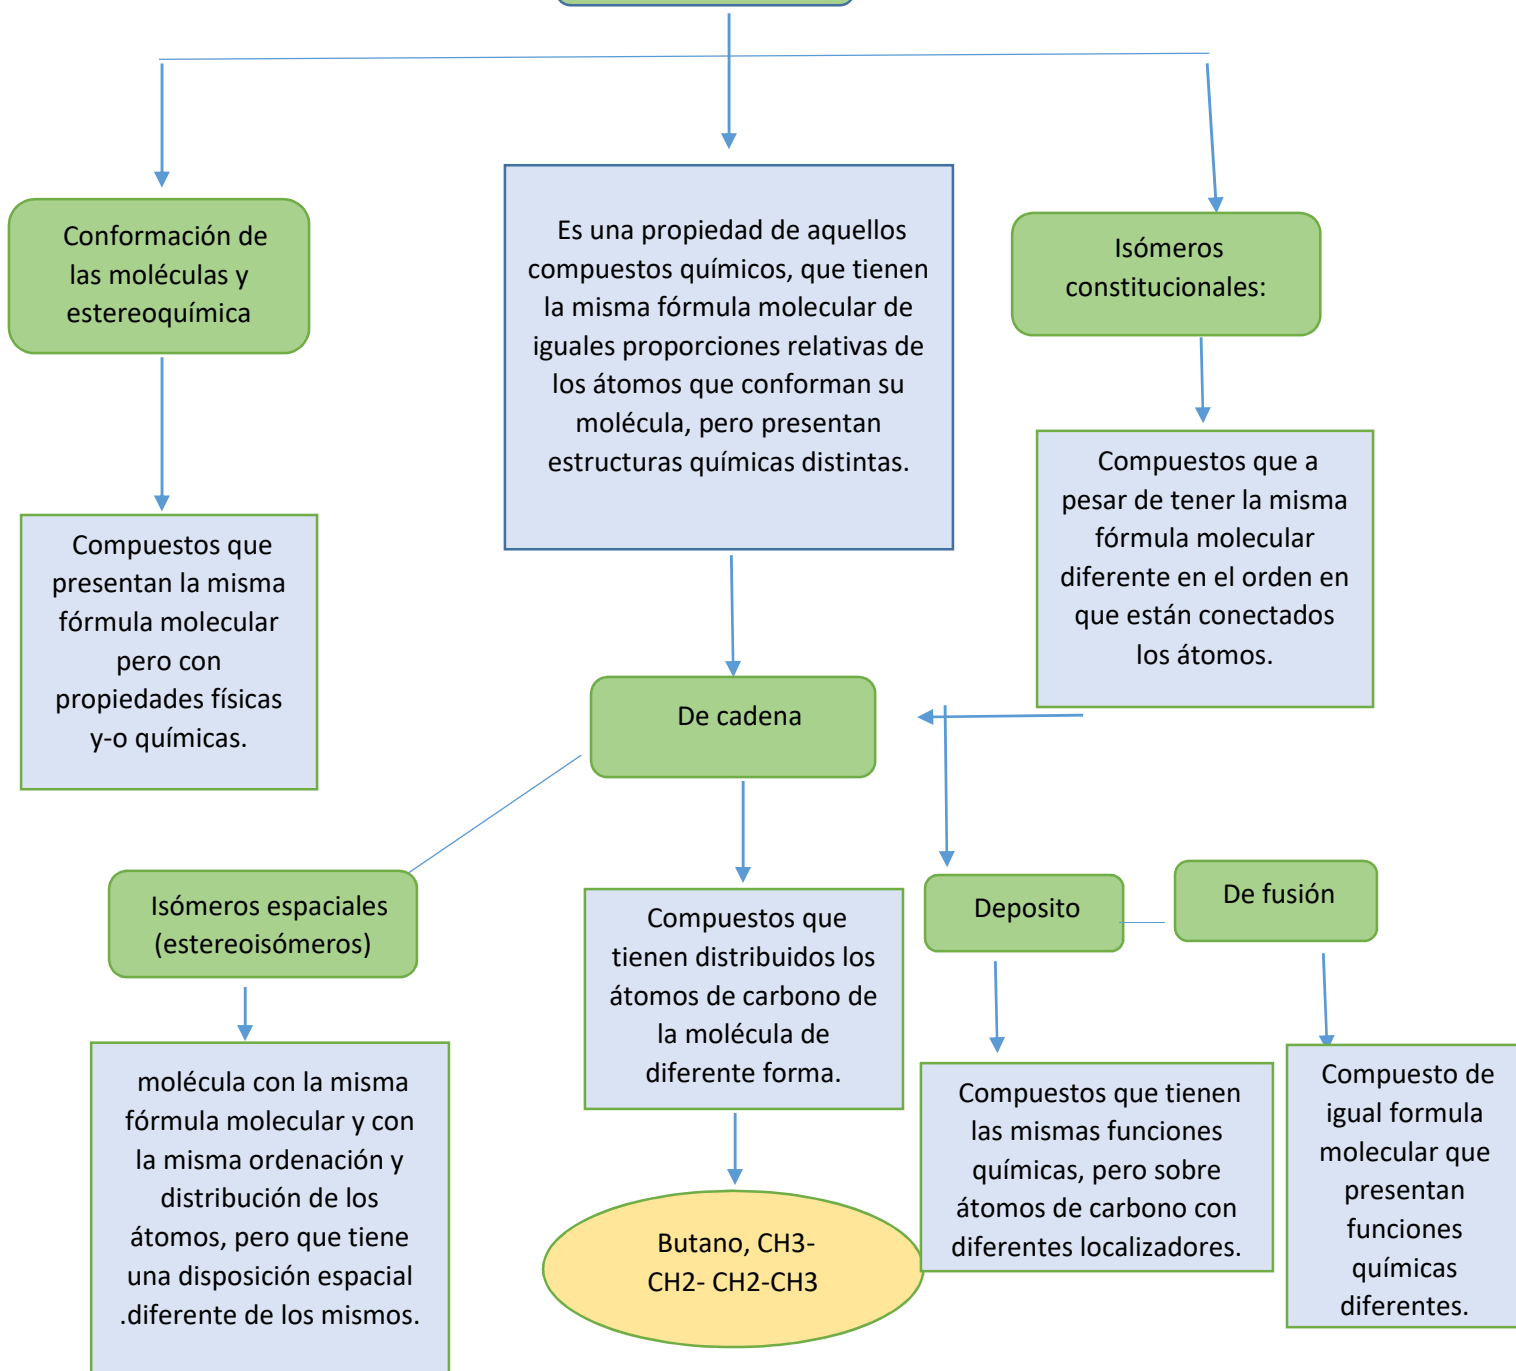 Conformación de
las moléculas y
estereoquímica
Es una propiedad de aquellos
compuestos químicos, que tienen
la misma fórmula molecular de
iguales proporciones relativas de
los átomos que conforman su
molécula, pero presentan
estructuras químicas distintas.
Isómeros
constitucionales:
Compuestos que
presentan la misma
fórmula molecular
pero con
propiedades físicas
y-o químicas.
Compuestos que a
pesar de tener la misma
fórmula molecular
diferente en el orden en
que están conectados
los átomos.
De cadena
Isómeros espaciales
(estereoisómeros)
Compuestos que
tienen distribuidos los
átomos de carbono de
la molécula de
diferente forma.
Deposito
De fusión
molécula con la misma
fórmula molecular y con
la misma ordenación y
distribución de los
átomos, pero que tiene
una disposición espacial
.diferente de los mismos.
Butano, CH3-
CH2- CH2-CH3
Compuestos que tienen
las mismas funciones
químicas, pero sobre
átomos de carbono con
diferentes localizadores.
Compuesto de
igual formula
molecular que
presentan
funciones
químicas
diferentes.